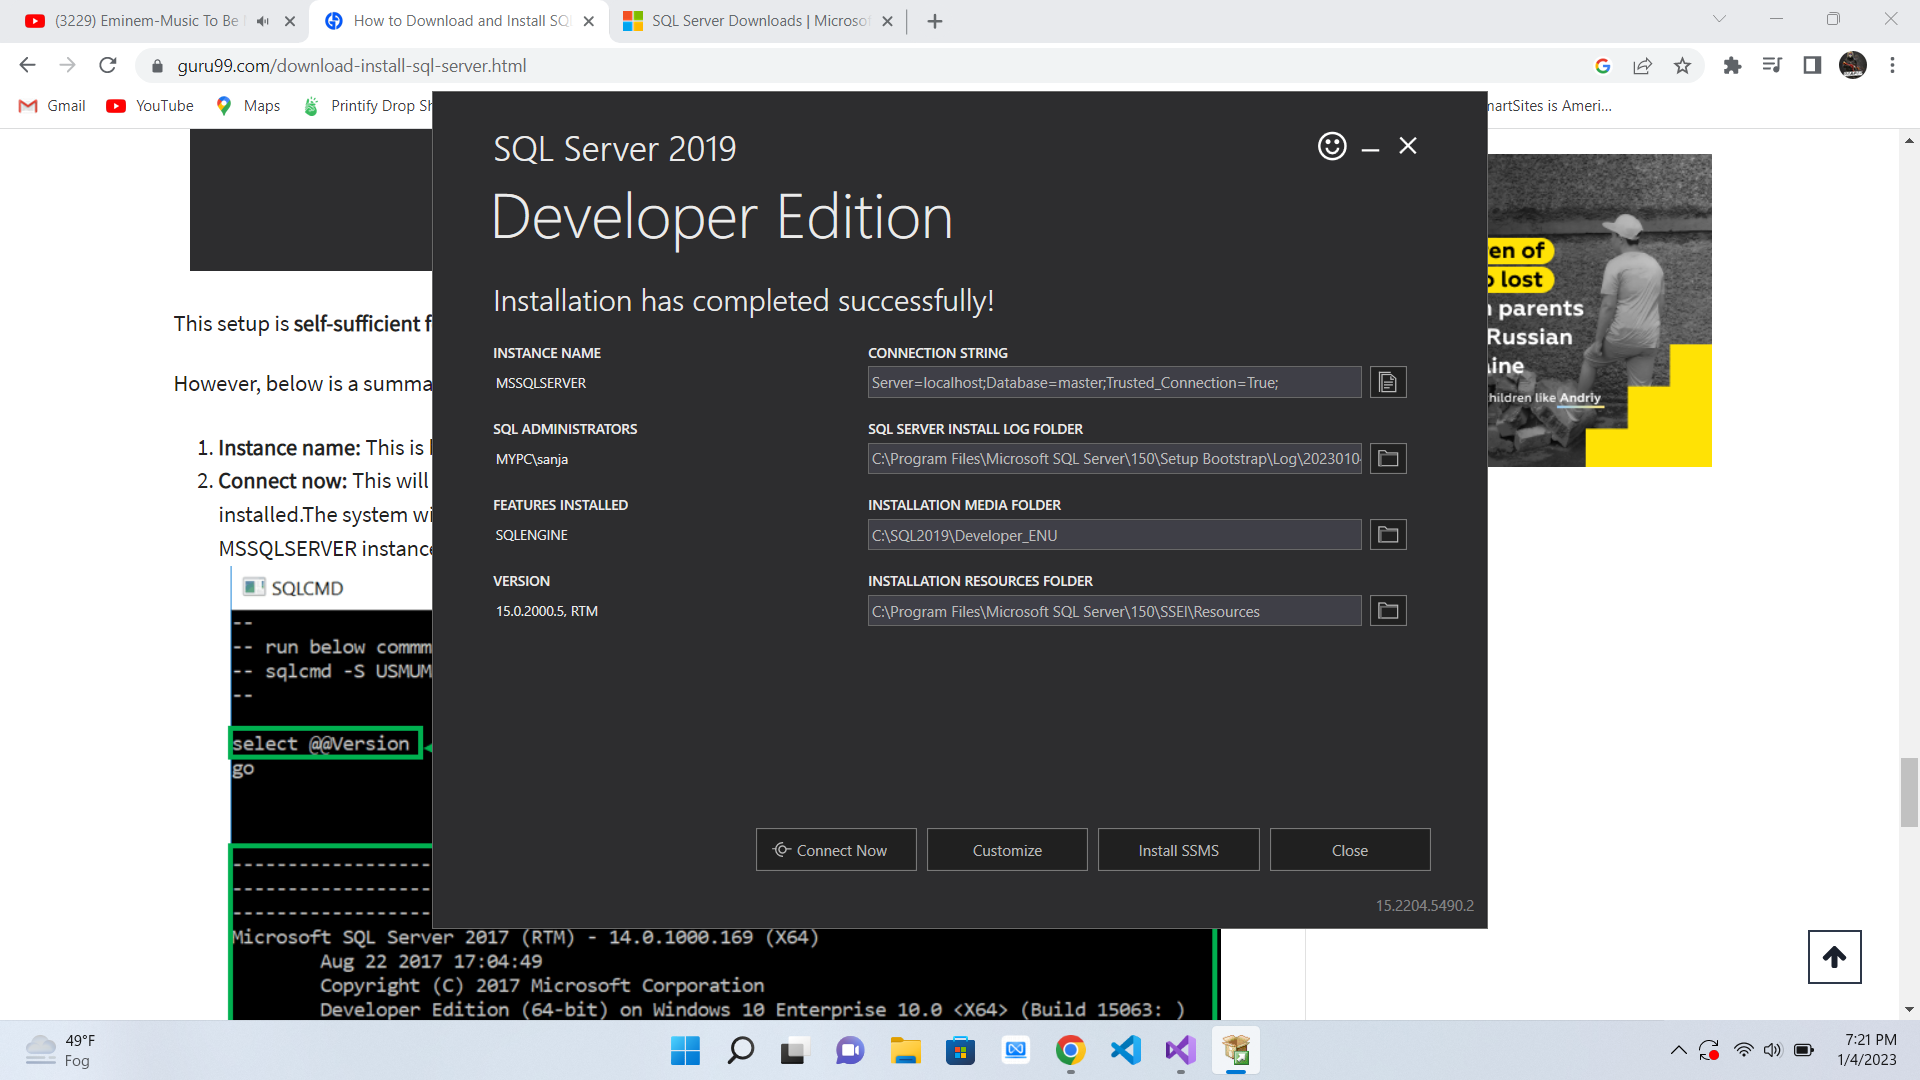 (3229) Eminem-Music To Be
How to Download and Install SQ
SQL Server Downloads | Microsof
guru99.com/download-install-sql-server.html
Gmail
YouTube
Maps
Printify Drop Sh
martSites is Ameri...
SQL Server 2019
Developer Edition
Installation has completed successfully!
INSTANCE NAME
MSSQLSERVER
SQL ADMINISTRATORS
MYPC\sanja
FEATURES INSTALLED
SQLENGINE
VERSION
15.0.2000.5, RTM
CONNECTION STRING
Server=localhost;Database=master;Trusted_Connection=True;
SQL SERVER INSTALL LOG FOLDER
C:\Program Files\Microsoft SQL Server\150\Setup Bootstrap\Log\20230104
INSTALLATION MEDIA FOLDER
C:\SQL2019\Developer_ENU
INSTALLATION RESOURCES FOLDER
C:\Program Files\Microsoft SQL Server\150\SSEI\Resources
Connect Now
Customize
Install SSMS
Close
15.2204.5490.2
This setup is self-sufficient f
However, below is a summa
1. Instance name: This is
2. Connect now: This will
installed.The system wi
MSSQLSERVER instance
SQLCMD
--
-- run below commm
-- sqlcmd -S USMUM
--
select @@Version
go
Microsoft SQL Server 2017 (RTM) - 14.0.1000.169 (X64)
Aug 22 2017 17:04:49
Copyright (C) 2017 Microsoft Corporation
Developer Edition (64-bit) on Windows 10 Enterprise 10.0 <X64> (Build 15063: )
en of
lost
parents
Russian
ine
hildren like Andriy
49°F
Fog
7:21 PM
1/4/2023